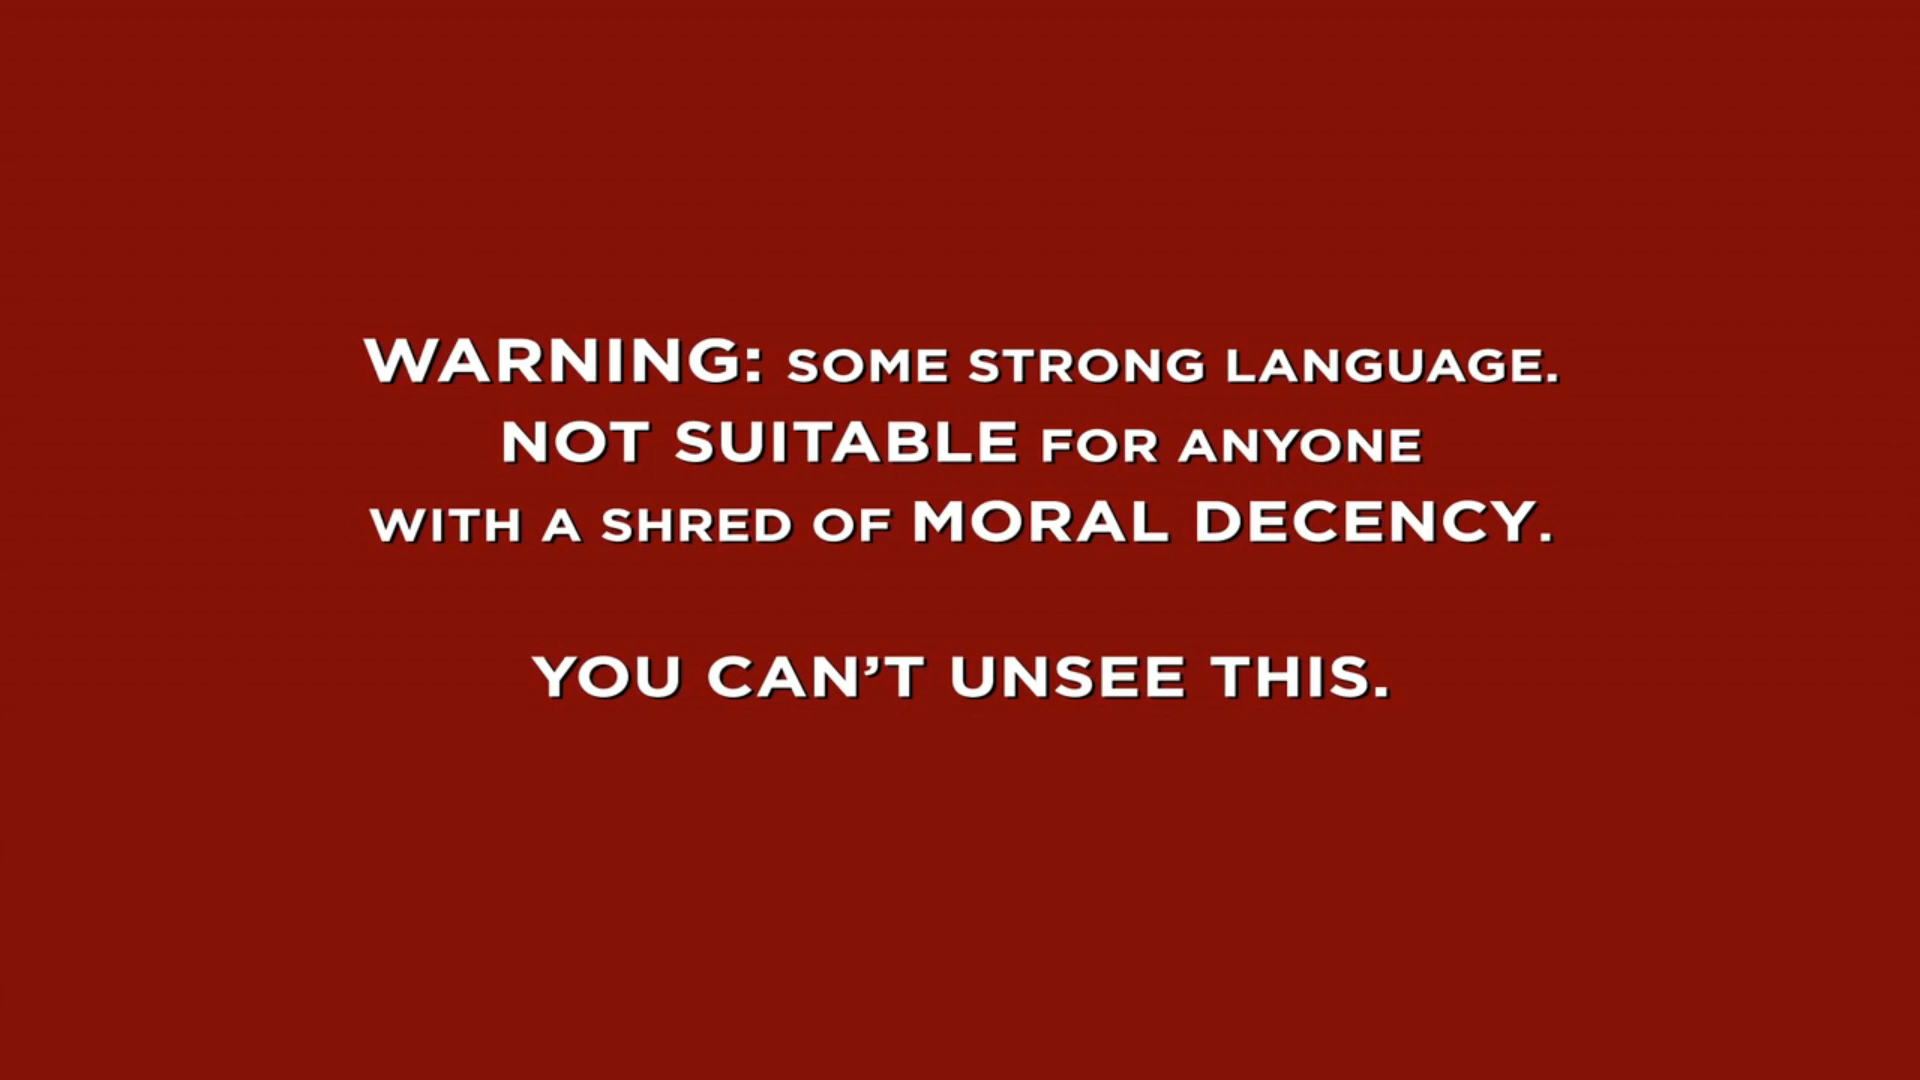 WARNING: SOME STRONG LANGUAGE.
NOT SUITABLE FOR ANYONE
WITH A SHRED OF MORAL DECENCY.
YOU CAN’T UNSEE THIS.